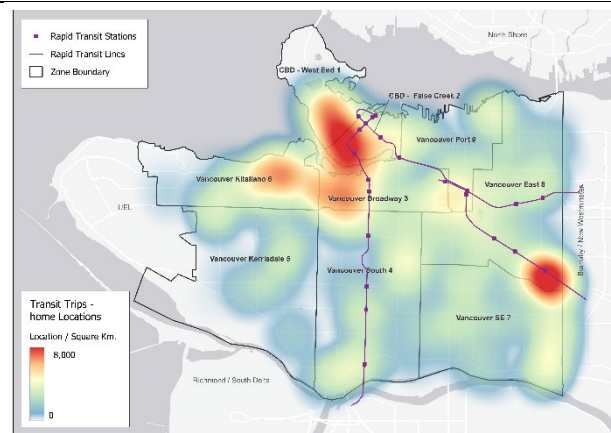 Rapid Transit Stations
Rapid Transit Lines
Zone Boundary
North Shore
CBD - West End 1
CBD - False Creek 2
Vancouver Port 9
Vancouver Kitsilano 6
Vancouver East 8
Vancouver Broadway 3
UEL
Burnaby / New Westminster
Vancouver Kerrisdale 5
Vancouver South 4
Vancouver SE 7
Transit Trips -
home Locations
Location / Square Km.
8,000
0
Richmond / South Delta